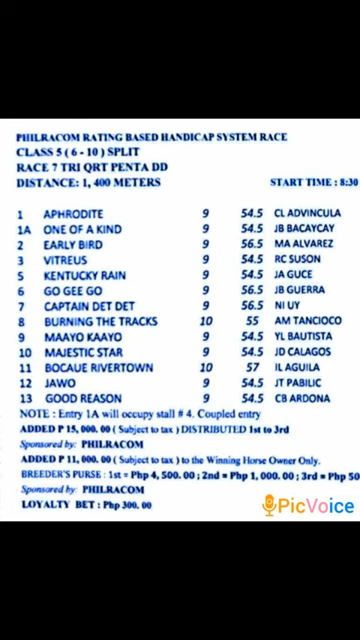 PHILRACOM RATING BASED HANDICAP SYSTEM RACE
CLASS 5 ( 6 - 10 ) SPLIT
RACE 7 TRI QRT PENTA DD
DISTANCE: 1, 400 METERS START TIME : 8:30
1 APHRODITE 9 54.5 CL ADVINCULA
1A ONE OF A KIND 9 54.5 JB BACAYCAY
2 EARLY BIRD 9 56.5 MA ALVAREZ
3 VITREUS 9 54.5 RC SUSON
5 KENTUCKY RAIN 9 54.5 JA GUCE
6 GO GEE GO 9 56.5 JB GUERRA
7 CAPTAIN DET DET 9 56.5 NI UY
8 BURNING THE TRACKS 10 55 AM TANCIOCO
9 MAAYO KAAYO 9 54.5 YL BAUTISTA
10 MAJESTIC STAR 9 54.5 JD CALAGOS
11 BOCAUE RIVERTOWN 10 57 IL AGUILA
12 JAWO 9 54.5 JT PABILIC
13 GOOD REASON 9 54.5 CB ARDONA
NOTE : Entry 1A will occupy stall # 4. Coupled entry
ADDED P 15, 000. 00 ( Subject to tax ) DISTRIBUTED 1st to 3rd
Sponsored by: PHILRACOM
ADDED P 11, 000. 00 ( Subject to tax ) to the Winning Horse Owner Only.
BREEDER'S PURSE : 1st = Php 4, 500. 00 ; 2nd = Php 1, 000. 00 ; 3rd = Php 50
Sponsored by: PHILRACOM
LOYALTY BET : Php 300. 00
PicVoice